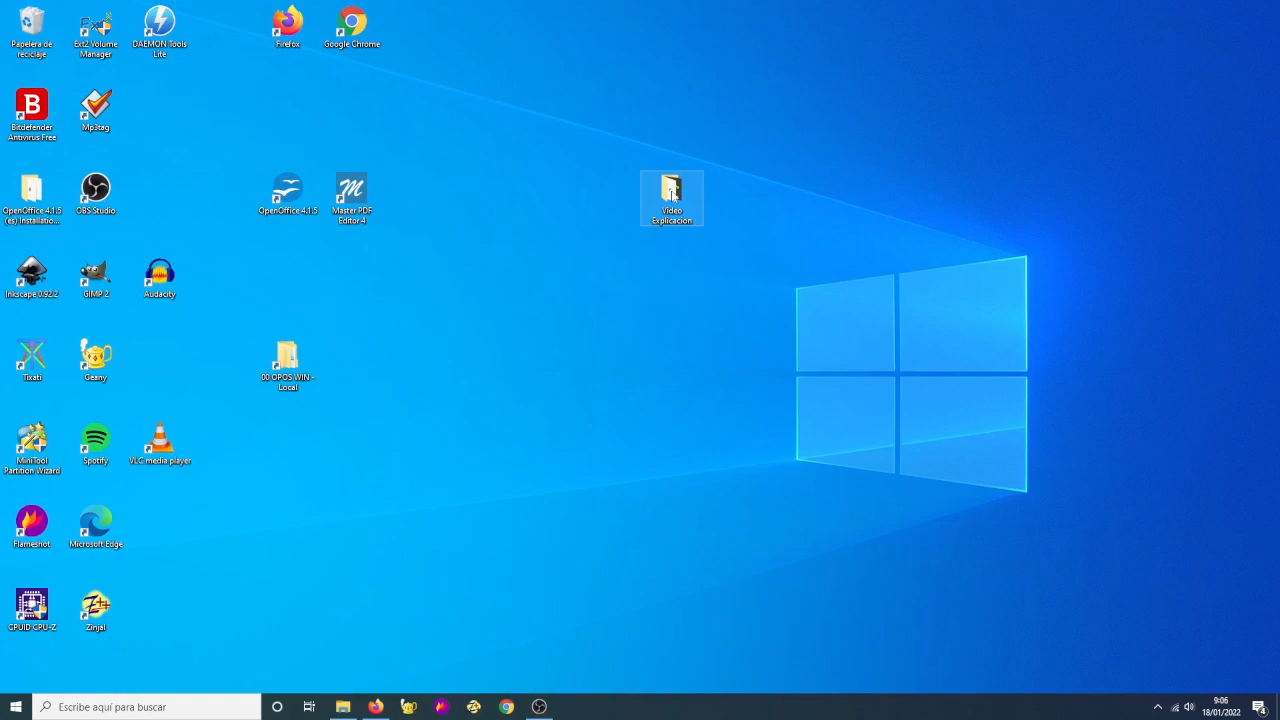 Papelera de
reciclaje
Ext2 Volume
Manager
DAEMON Tools
Lite
Firefox
Google Chrome
Bitdefender
Antivirus Free
Mp3tag
OpenOffice 4.1.5
(es) Installatio...
OBS Studio
OpenOffice 4.1.5
Master PDF
Editor 4
Video
Explicacion
Inkscape 0.92.2
GIMP 2
Audacity
Tixati
Geany
00 OPOS WIN -
Local
MiniTool
Partition Wizard
Spotify
VLC media player
Flameshot
Microsoft Edge
CPUID CPU-Z
ZinjaI
Escribe aquí para buscar
9:06
18/01/2022
4